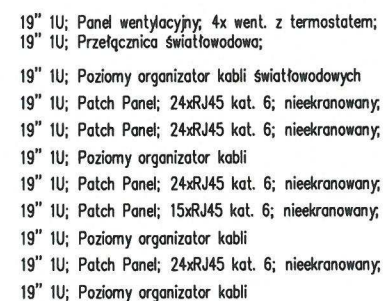 19" 1U; Panel wentylacyjny; 4x went. z termostatem;
19" 1U; Przełącznica światłowodowa;
19" 1U; Poziomy organizator kabli światłowodowych
19" 1U; Patch Panel; 24xRJ45 kat. 6; nieekranowany;
19" 1U; Patch Panel; 24xRJ45 kat. 6; nieekranowany;
19" 1U; Poziomy organizator kabli
19" 1U; Patch Panel; 24xRJ45 kat. 6; nieekranowany;
19" 1U; Patch Panel; 15xRJ45 kat. 6; nieekranowany;
19" 1U; Poziomy organizator kabli
19" 1U; Patch Panel; 24xRJ45 kat. 6; nieekranowany;
19" 1U; Poziomy organizator kabli